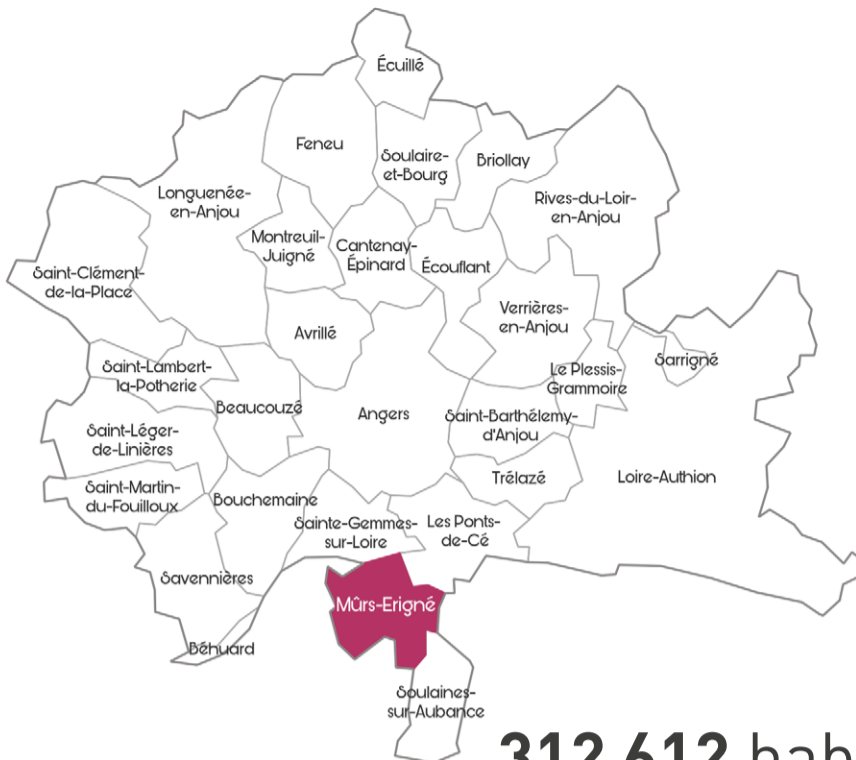 Écuillé
Feneu
Soulaire-
et-Bourg
Briollay
Longuenée-
en-Anjou
Rives-du-Loir-
en-Anjou
Montreuil-
Juigné
Cantenay-
Épinard
Écouflant
Saint-Clément-
de-la-Place
Verrières-
en-Anjou
Avrillé
Sarrigné
Saint-Lambert-
la-Potherie
Le Plessis-
Grammoire
Beaucouzé
Angers
Saint-Barthélemy-
d'Anjou
Saint-Léger-
de-Linières
Trélazé
Loire-Authion
Saint-Martin-
du-Fouilloux
Bouchemaine
Sainte-Gemmes-
sur-Loire
Les Ponts-
de-Cé
Savennières
Mûrs-Erigné
Béhuard
Soulaines-
sur-Aubance
312 612 hab